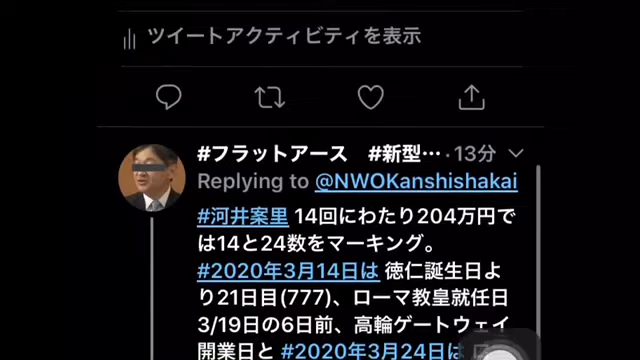 ツイートアクティビティを表示
#フラットアース　#新型…・13分
Replying to @NWOKanshishakai
#河井案里 14回にわたり204万円で
は14と24数をマーキング。
#2020年3月14日は 徳仁誕生日よ
り21日目(777)、ローマ教皇就任日
3/19日の6日前、高輪ゲートウェイ
開業日と #2020年3月24日は